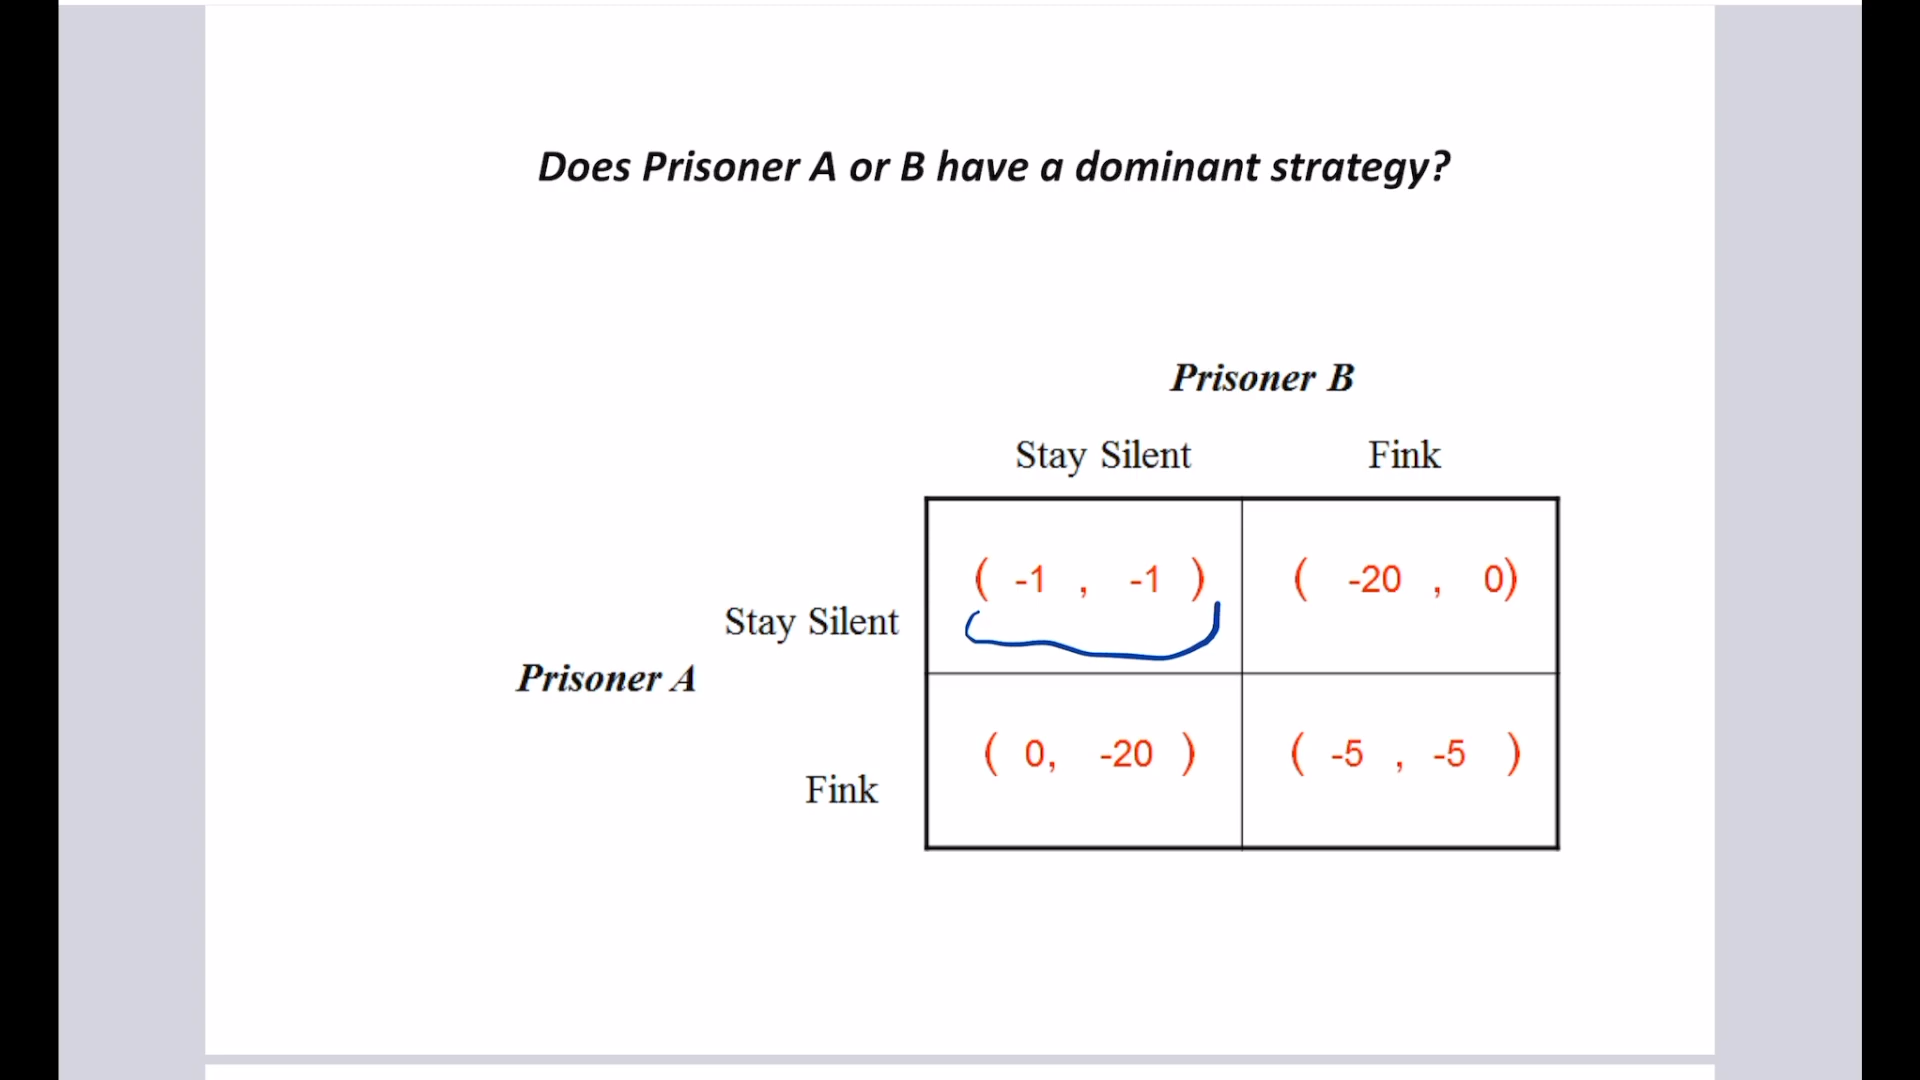 Does Prisoner A or B have a dominant strategy?
Prisoner B
Stay Silent Fink
( -1 , -1 ) ( -20 , 0)
Stay Silent
Prisoner A
( 0, -20 ) ( -5 , -5 )
Fink